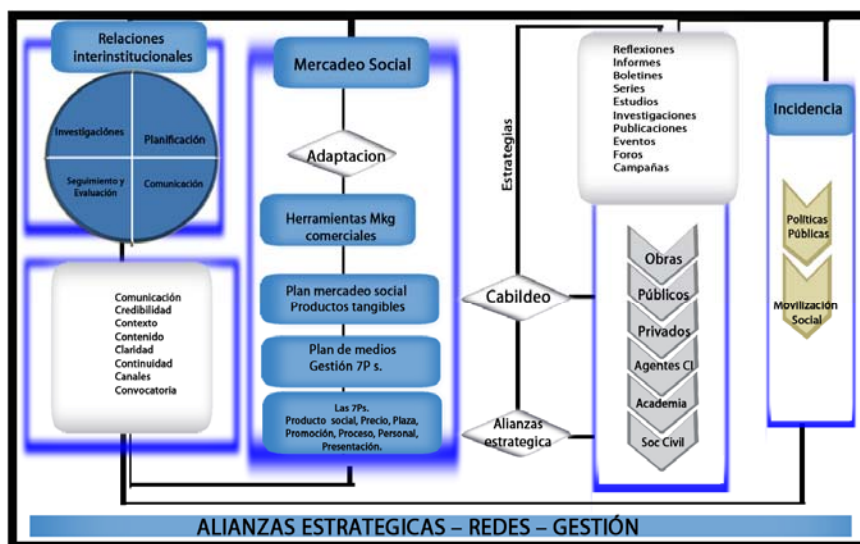 Relaciones
interinstitucionales
Investigaciónes
Planificación
Seguimiento y
Evaluación
Comunicación
Comunicación
Credibilidad
Contexto
Contenido
Claridad
Continuidad
Canales
Convocatoria
Mercadeo Social
Adaptacion
Herramientas Mkg
comerciales
Plan mercadeo social
Productos tangibles
Plan de medios
Gestión 7P s.
Las 7Ps.
Producto social, Precio, Plaza,
Promoción, Proceso, Personal,
Presentación.
Estrategias
Cabildeo
Alianzas
estrategica
Reflexiones
Informes
Boletines
Series
Estudios
Investigaciones
Publicaciones
Eventos
Foros
Campañas
Obras
Públicos
Privados
Agentes CI
Academia
Soc Civil
Incidencia
Políticas
Públicas
Movilización
Social
ALIANZAS ESTRATEGICAS – REDES – GESTIÓN